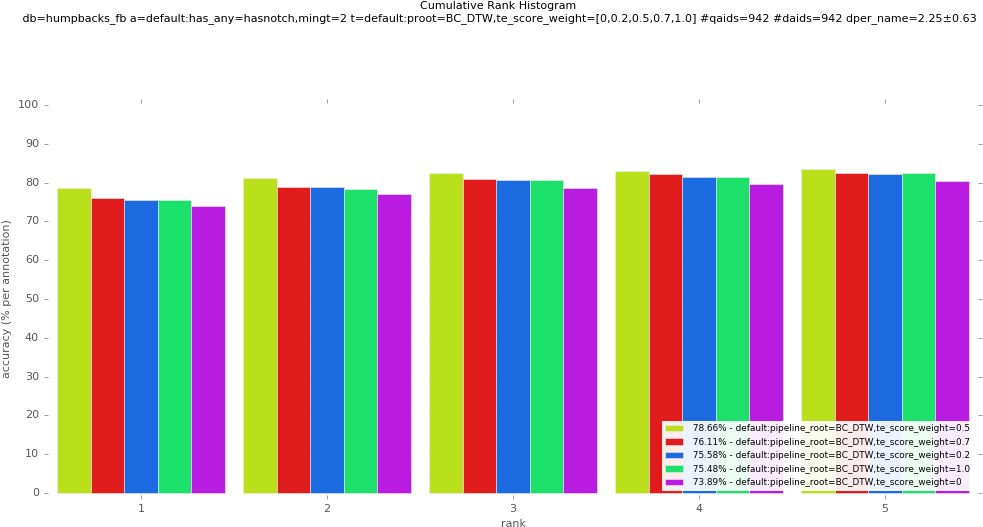 Cumulative Rank Histogram
db=humpbacks_fb a=default:has_any=hasnotch,mingt=2 t=default:proot=BC_DTW,te_score_weight=[0,0.2,0.5,0.7,1.0] #qaids=942 #daids=942 dper_name=2.25±0.63
accuracy (% per annotation)
100
90
80
70
60
50
40
30
20
10
0
78.66% - default:pipeline_root=BC_DTW,te_score_weight=0.5
76.11% - default:pipeline_root=BC_DTW,te_score_weight=0.7
75.58% - default:pipeline_root=BC_DTW,te_score_weight=0.2
75.48% - default:pipeline_root=BC_DTW,te_score_weight=1.0
73.89% - default:pipeline_root=BC_DTW,te_score_weight=0
1 2 3 4 5
rank